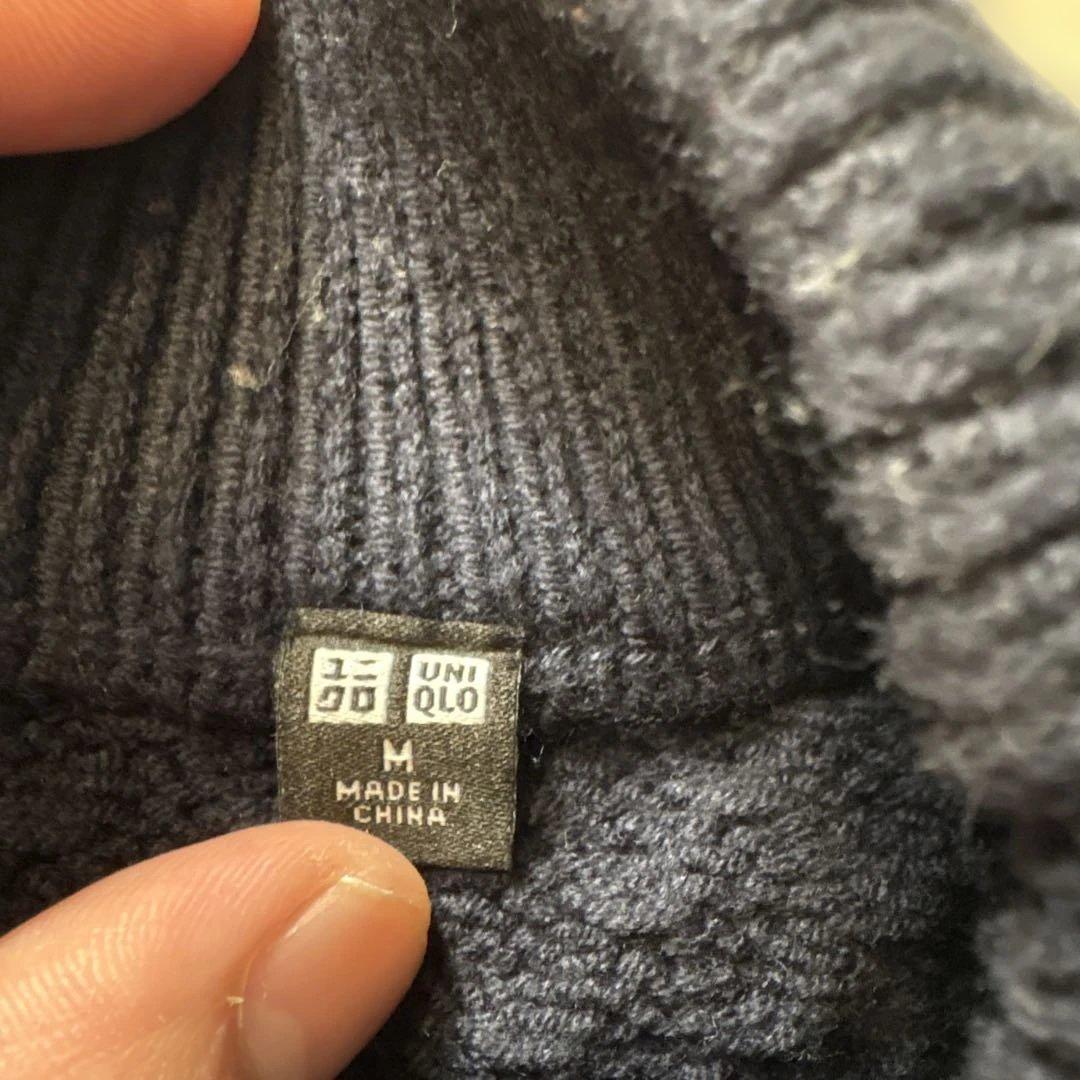 ユニ UNI
クロ QLO
M
MADE IN
CHINA